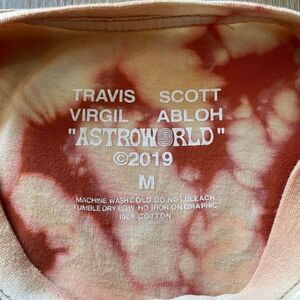 TRAVIS SCOTT
VIRGIL ABLOH
"ASTROWORLD"
©2019
M
MACHINE WASH COLD. DO NOT BLEACH
TUMBLE DRY LOW. NO IRON ON GRAPHIC
100% COTTON